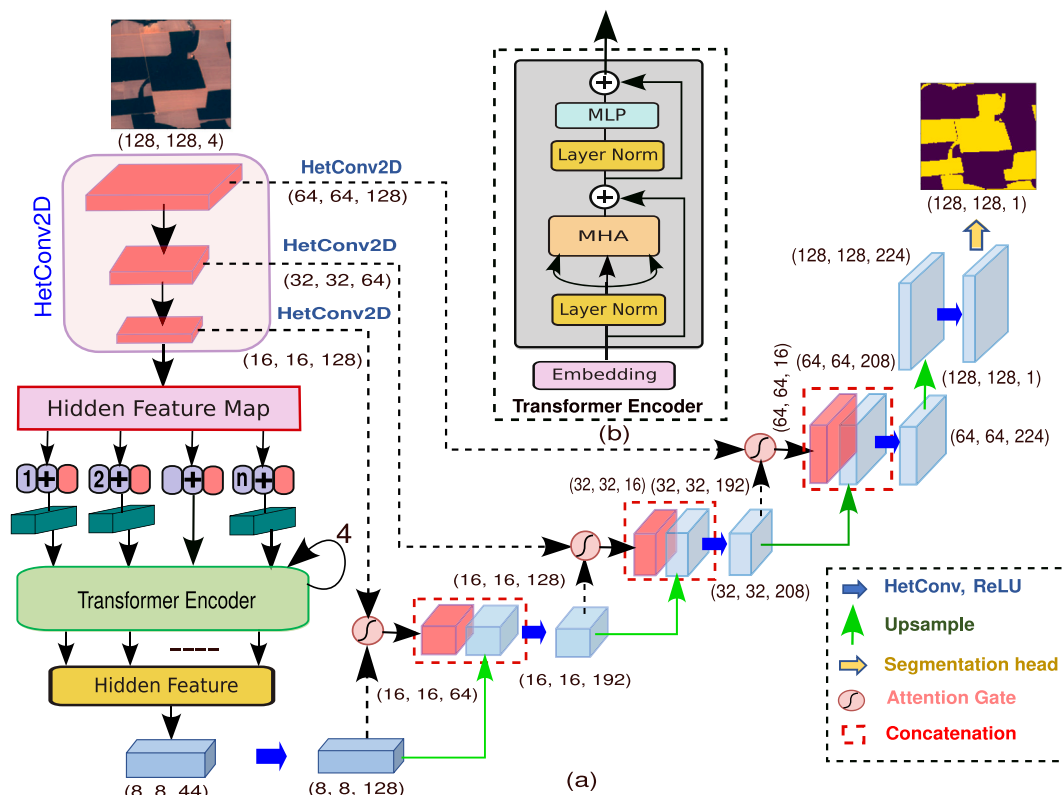 (128, 128, 4)
HetConv2D
HetConv2D
(64, 64, 128)
HetConv2D
(32, 32, 64)
HetConv2D
(16, 16, 128)
Hidden Feature Map
1 +
2 +
+
n +
4
Transformer Encoder
Hidden Feature
(8, 8, 44)
(8, 8, 128)
(a)
+
MLP
Layer Norm
+
MHA
Layer Norm
Embedding
Transformer Encoder
(b)
(16, 16, 64)
(16, 16, 128)
(16, 16, 192)
(32, 32, 16)
(32, 32, 192)
(32, 32, 208)
(64, 64, 16)
(64, 64, 208)
(64, 64, 224)
(128, 128, 224)
(128, 128, 1)
(128, 128, 1)
HetConv, ReLU
Upsample
Segmentation head
Attention Gate
Concatenation